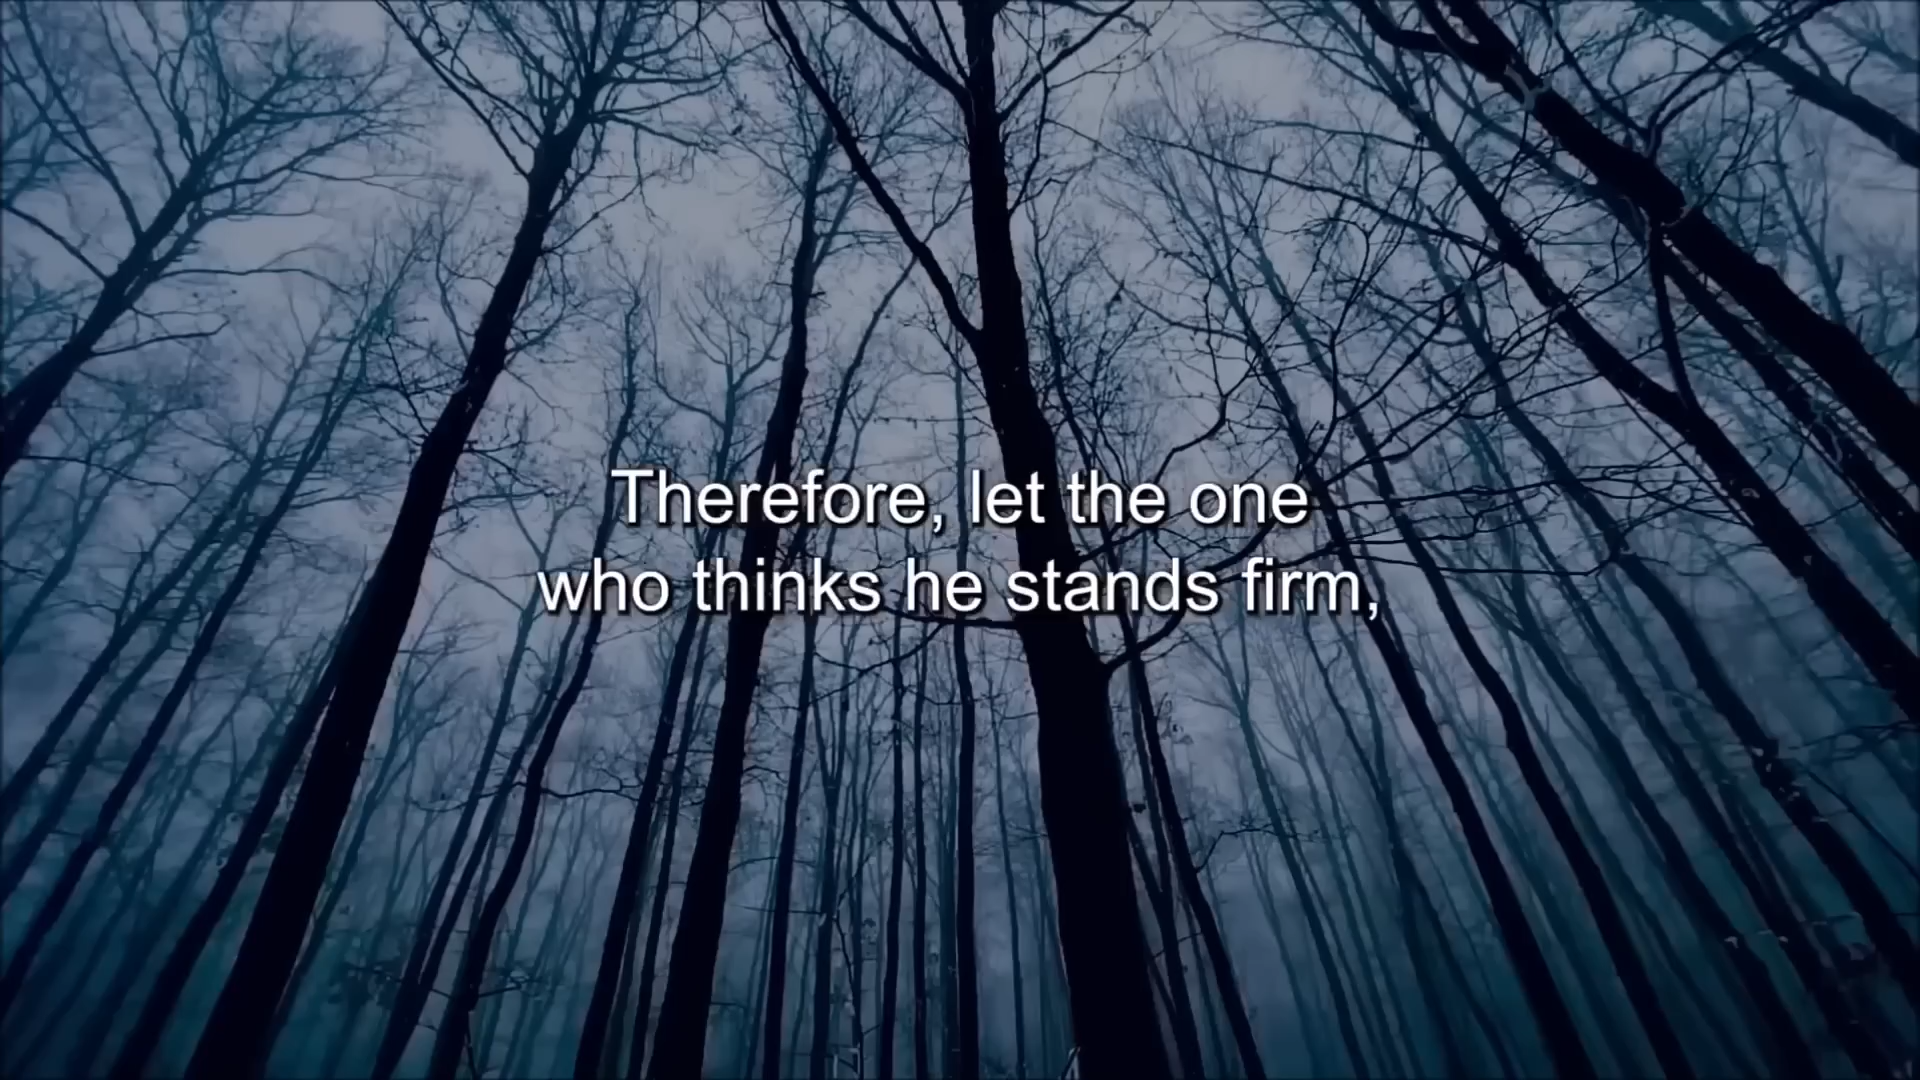 Therefore, let the one
who thinks he stands firm,